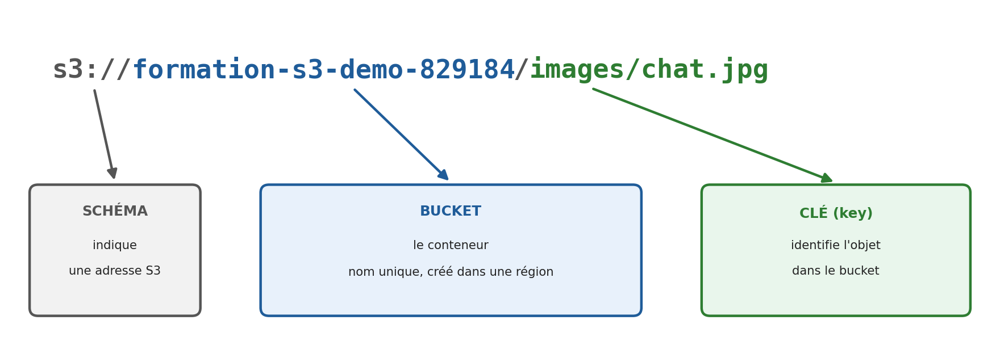 s3://formation-s3-demo-829184/images/chat.jpg
SCHÉMA
indique
une adresse S3
BUCKET
le conteneur
nom unique, créé dans une région
CLÉ (key)
identifie l'objet
dans le bucket